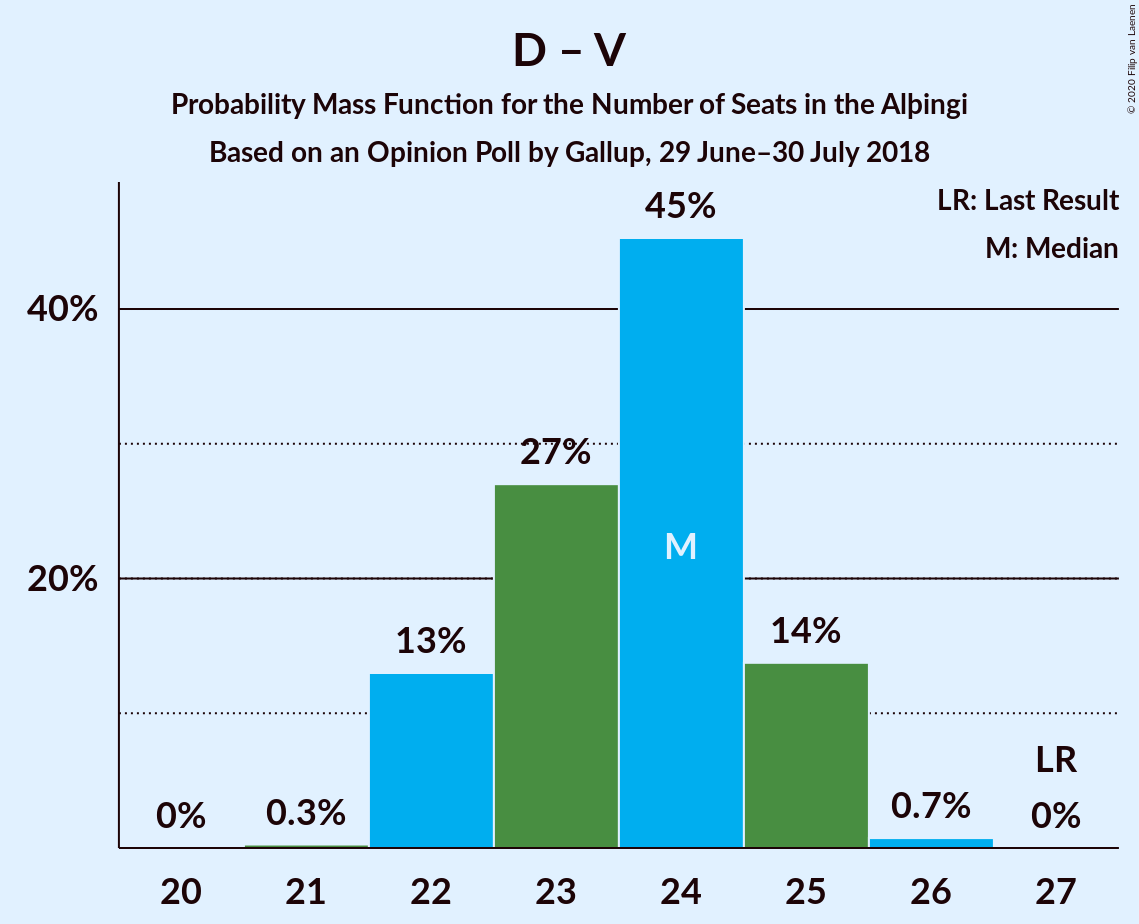 D – V
Probability Mass Function for the Number of Seats in the Alþingi
Based on an Opinion Poll by Gallup, 29 June–30 July 2018
© 2020 Filip van Laenen
LR: Last Result
M: Median
45%
40%
27%
M
20%
13%
14%
LR
0%
0.3%
0.7%
0%
20
21
22
23
24
25
26
27